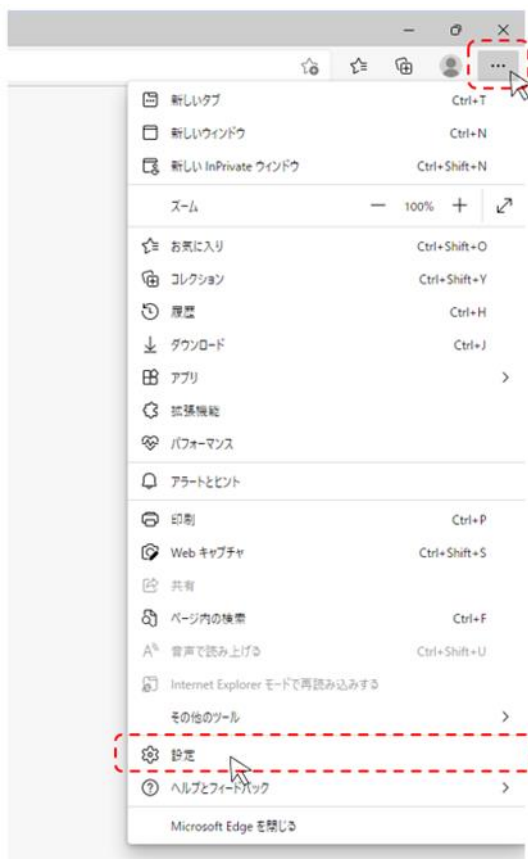 新しいタブ Ctrl+T
新しいウィンドウ Ctrl+N
新しい InPrivate ウィンドウ Ctrl+Shift+N
ズーム 100%
お気に入り Ctrl+Shift+O
コレクション Ctrl+Shift+Y
履歴 Ctrl+H
ダウンロード Ctrl+J
アプリ
拡張機能
パフォーマンス
アラートとヒント
印刷 Ctrl+P
Web キャプチャ Ctrl+Shift+S
共有
ページ内の検索 Ctrl+F
音声で読み上げる Ctrl+Shift+U
Internet Explorer モードで再読み込みする
その他のツール
設定
ヘルプとフィードバック
Microsoft Edge を閉じる